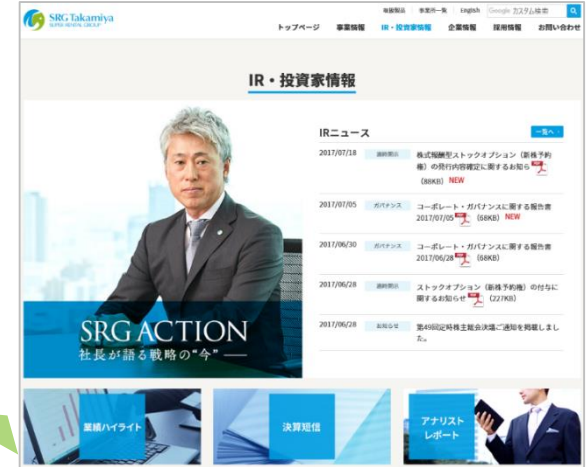 SRG Takamiya
SUPER RENTAL GROUP
事業所一覧
English
Google カスタム検索
トップページ
事業情報
IR・投資家情報
企業情報
採用情報
お問い合わせ
IR・投資家情報
IRニュース
一覧へ
2017/07/18
適時開示
株式報酬型ストックオプション（新株予約
権）の発行内容確定に関するお知ら
（88KB） NEW
2017/07/05
ガバナンス
コーポレート・ガバナンスに関する報告書
2017/07/05 （68KB） NEW
2017/06/30
ガバナンス
コーポレート・ガバナンスに関する報告書
2017/06/28 （68KB）
2017/06/28
適時開示
ストックオプション（新株予約権）の付与に
関するお知らせ （227KB）
2017/06/28
お知らせ
第49回定時株主総会決議ご通知を掲載しまし
た。
SRG ACTION
社長が語る戦略の“今”
業績ハイライト
決算短信
アナリスト
レポート